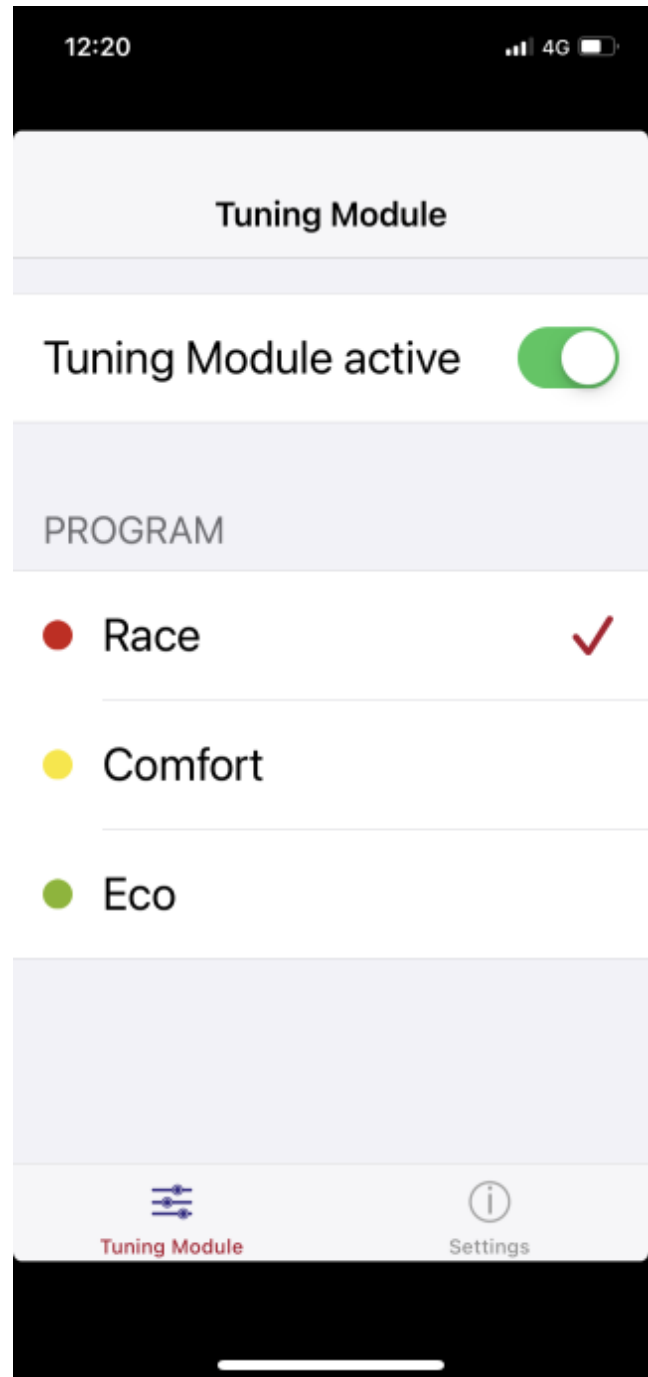 12:20 4G
Tuning Module
Tuning Module active
PROGRAM
Race
Comfort
Eco
Tuning Module Settings